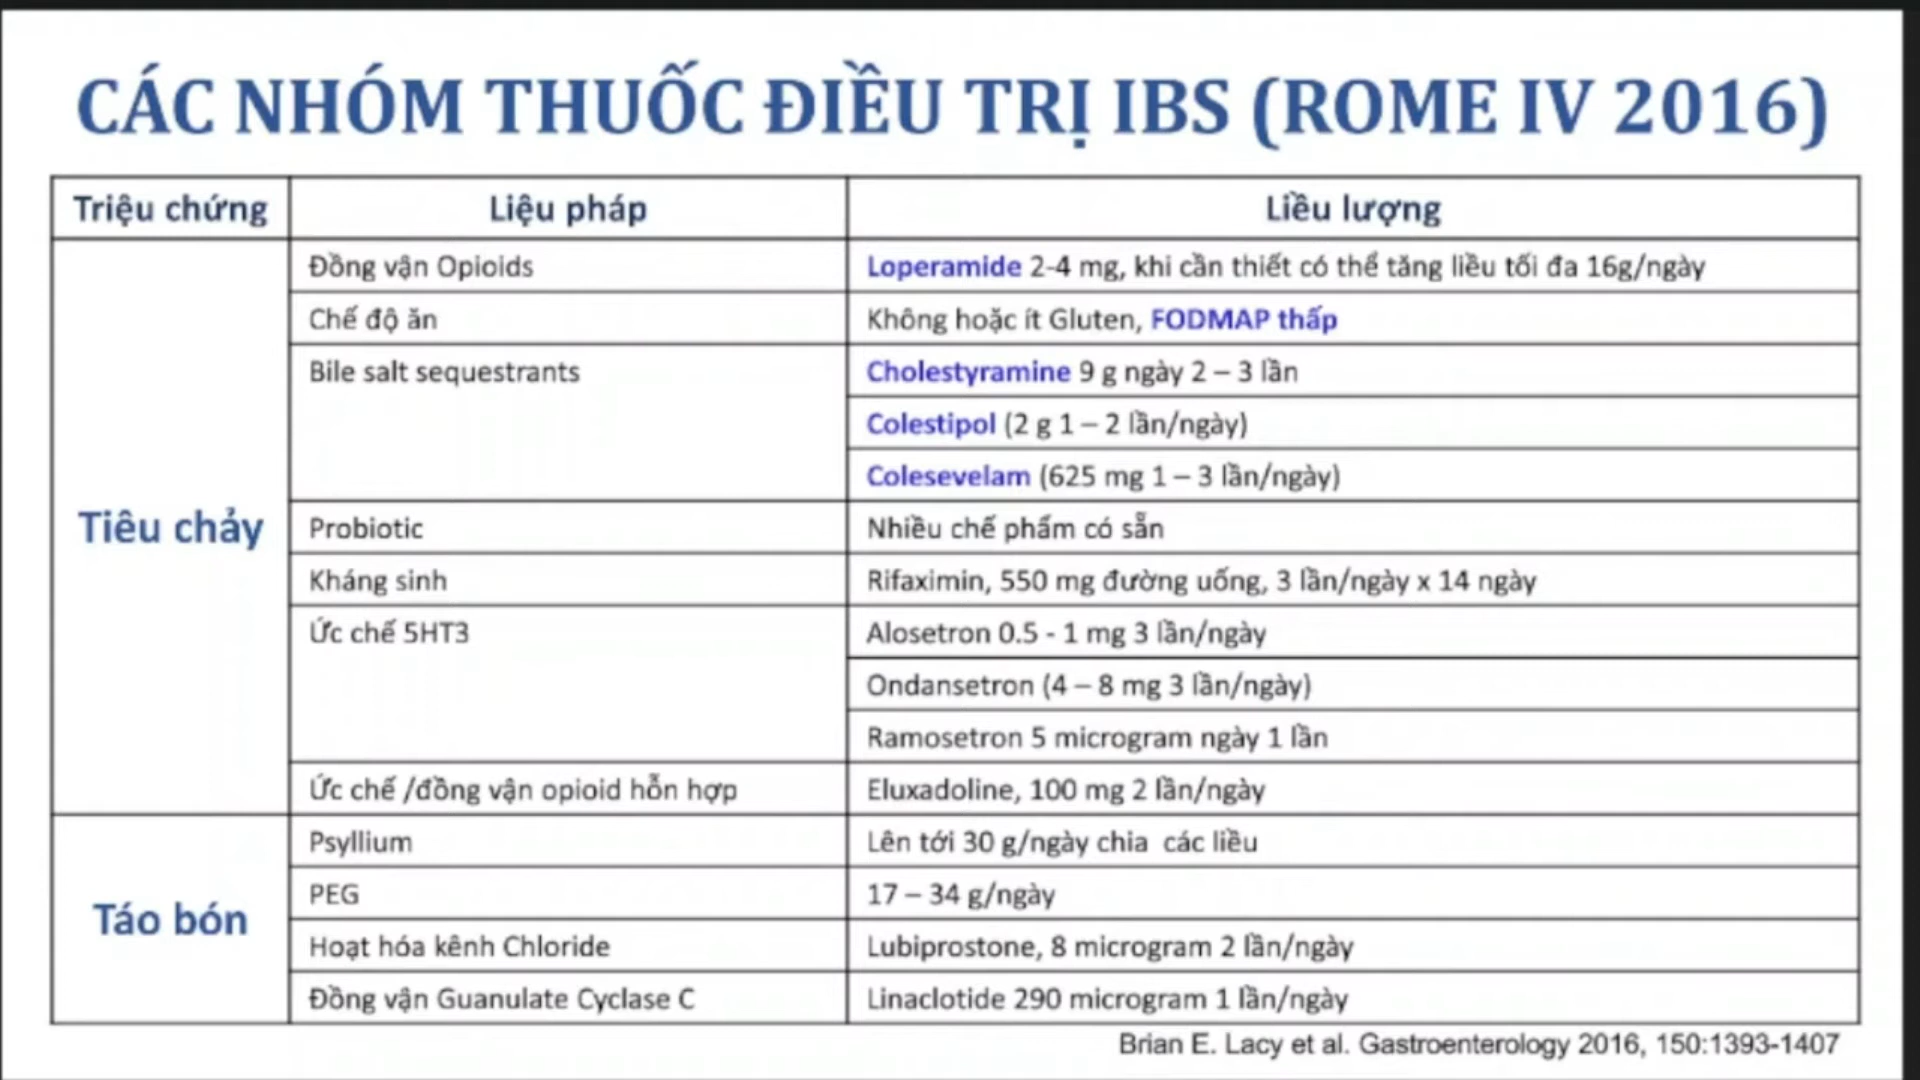 CÁC NHÓM THUỐC ĐIỀU TRỊ IBS (ROME IV 2016)
Triệu chứng Liệu pháp Liều lượng
Tiêu chảy
Đồng vận Opioids Loperamide 2-4 mg, khi cần thiết có thể tăng liều tối đa 16g/ngày
Chế độ ăn Không hoặc ít Gluten, FODMAP thấp
Bile salt sequestrants Cholestyramine 9 g ngày 2 – 3 lần
Colestipol (2 g 1 – 2 lần/ngày)
Colesevelam (625 mg 1 – 3 lần/ngày)
Probiotic Nhiều chế phẩm có sẵn
Kháng sinh Rifaximin, 550 mg đường uống, 3 lần/ngày x 14 ngày
Ức chế 5HT3 Alosetron 0.5 - 1 mg 3 lần/ngày
Ondansetron (4 – 8 mg 3 lần/ngày)
Ramosetron 5 microgram ngày 1 lần
Ức chế /đồng vận opioid hỗn hợp Eluxadoline, 100 mg 2 lần/ngày
Táo bón
Psyllium Lên tới 30 g/ngày chia các liều
PEG 17 – 34 g/ngày
Hoạt hóa kênh Chloride Lubiprostone, 8 microgram 2 lần/ngày
Đồng vận Guanulate Cyclase C Linaclotide 290 microgram 1 lần/ngày
Brian E. Lacy et al. Gastroenterology 2016, 150:1393-1407